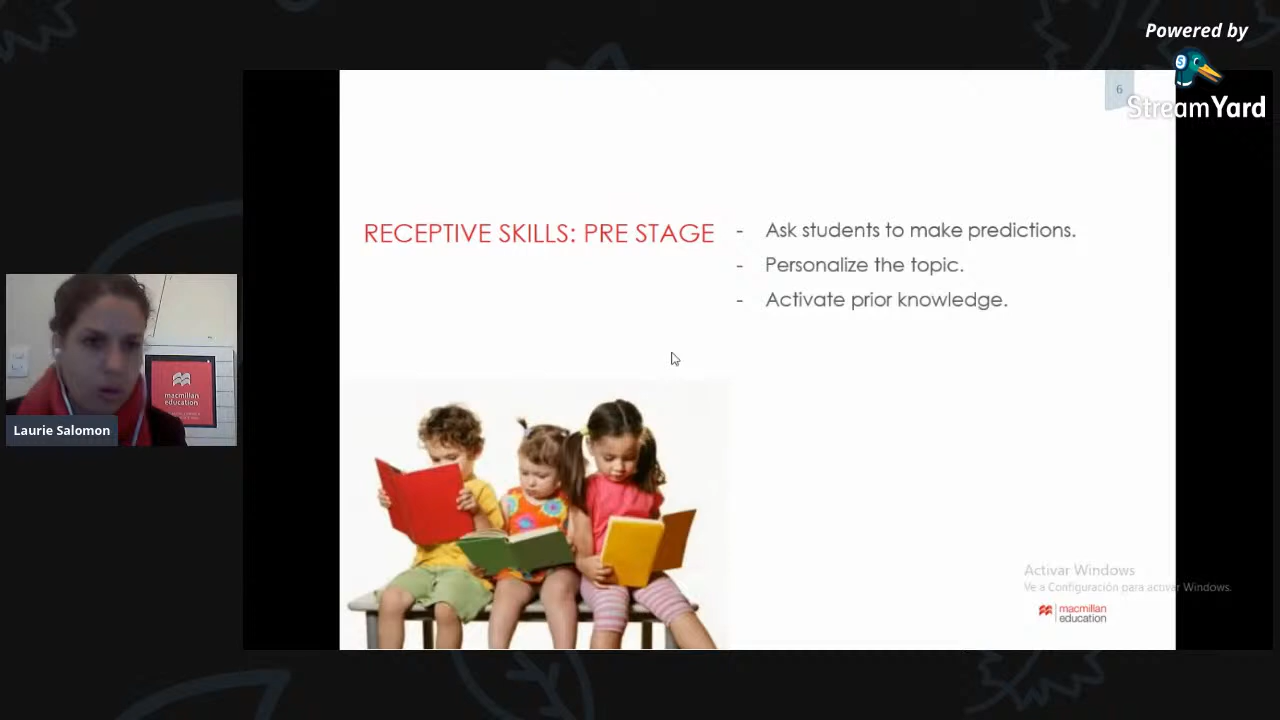 Powered by
StreamYard
6
RECEPTIVE SKILLS: PRE STAGE
- Ask students to make predictions.
- Personalize the topic.
- Activate prior knowledge.
macmillan
education
Laurie Salomon
Activar Windows
Ve a Configuración para activar Windows.
macmillan
education